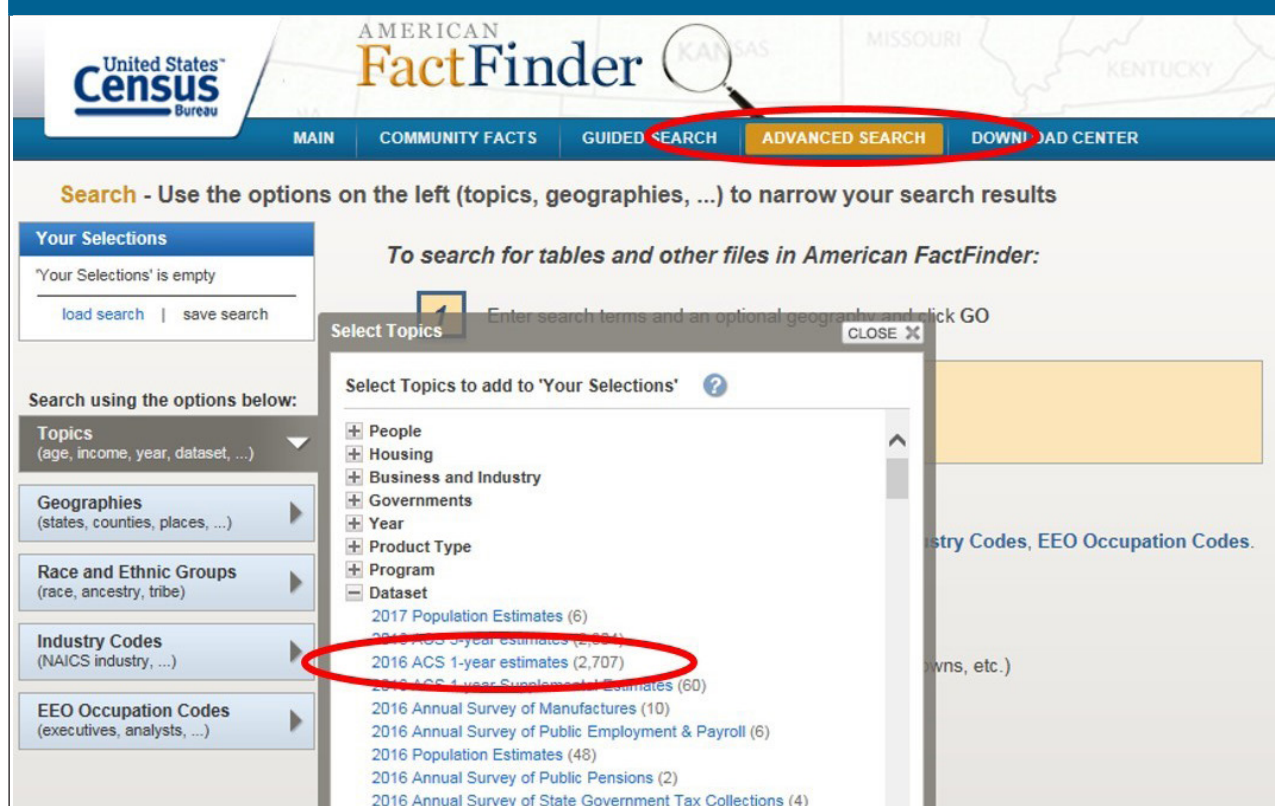 United States™
Census
Bureau
AMERICAN
FactFinder
KANSAS
MISSOURI
KENTUCKY
MAIN
COMMUNITY FACTS
GUIDED SEARCH
ADVANCED SEARCH
DOWNLOAD CENTER
Search - Use the options on the left (topics, geographies, ...) to narrow your search results
Your Selections
'Your Selections' is empty
load search | save search
To search for tables and other files in American FactFinder:
1 Enter search terms and an optional geography and click GO
Search using the options below:
Topics
(age, income, year, dataset, ...)
Geographies
(states, counties, places, ...)
Race and Ethnic Groups
(race, ancestry, tribe)
Industry Codes
(NAICS industry, ...)
EEO Occupation Codes
(executives, analysts, ...)
Select Topics
CLOSE X
Select Topics to add to 'Your Selections' ?
People
Housing
Business and Industry
Governments
Year
Product Type
Program
Dataset
2017 Population Estimates (6)
2016 ACS 5-year estimates
2016 ACS 1-year estimates (2,707)
2016 ACS 1-year Supplemental Estimates (60)
2016 Annual Survey of Manufactures (10)
2016 Annual Survey of Public Employment & Payroll (6)
2016 Population Estimates (48)
2016 Annual Survey of Public Pensions (2)
2016 Annual Survey of State Government Tax Collections (4)
stry Codes, EEO Occupation Codes.
wns, etc.)